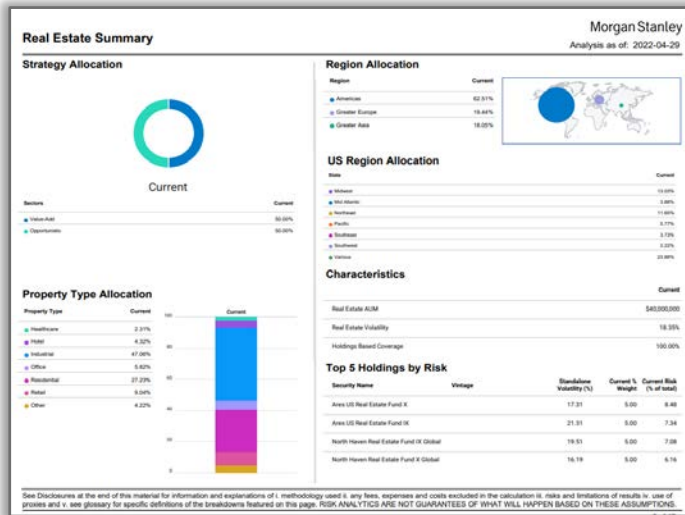 Morgan Stanley
Real Estate Summary
Analysis as of: 2022-04-29
Strategy Allocation
Current
Sectors Current
Value-Add 50.00%
Opportunistic 50.00%
Property Type Allocation
Property Type Current
Healthcare 2.31%
Hotel 4.32%
Industrial 47.06%
Office 5.82%
Residential 27.23%
Retail 9.04%
Other 4.22%
Current
100
80
60
40
20
0
Region Allocation
Region Current
Americas 62.51%
Greater Europe 19.44%
Greater Asia 18.05%
US Region Allocation
State Current
Midwest
Mid Atlantic
Northeast
Pacific
Southeast
Southwest
Various
Characteristics
Current
Real Estate AUM $40,000,000
Real Estate Volatility 18.35%
Holdings Based Coverage 100.00%
Top 5 Holdings by Risk
Security Name Vintage Standalone Volatility (%) Current % Weight Current Risk (% of total)
Ares US Real Estate Fund X 17.31 5.00 8.48
Ares US Real Estate Fund IX 21.51 5.00 7.34
North Haven Real Estate Fund IX Global 19.51 5.00 7.08
North Haven Real Estate Fund X Global 16.19 5.00 6.16
See Disclosures at the end of this material for information and explanations of i. methodology used ii. any fees, expenses and costs excluded in the calculation iii. risks and limitations of results iv. use of
proxies and v. see glossary for specific definitions of the breakdowns featured on this page. RISK ANALYTICS ARE NOT GUARANTEES OF WHAT WILL HAPPEN BASED ON THESE ASSUMPTIONS.